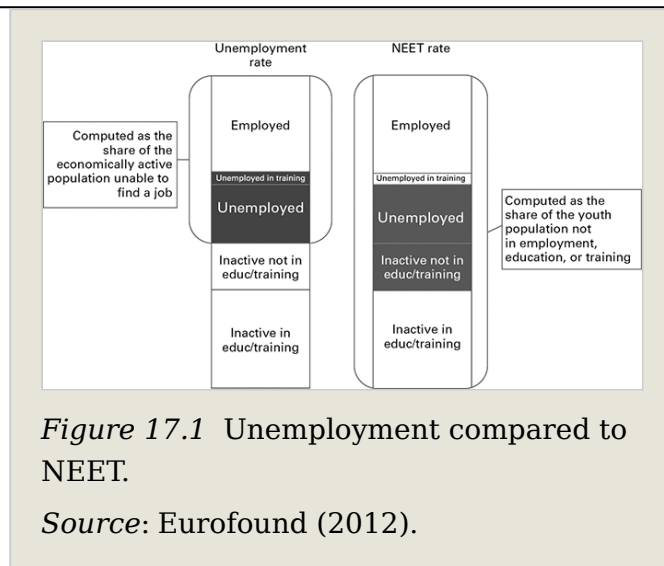 Unemployment
rate
NEET rate
Computed as the
share of the
economically active
population unable to
find a job
Employed
Unemployed in training
Unemployed
Inactive not in
educ/training
Inactive in
educ/training
Employed
Unemployed in training
Unemployed
Inactive not in
educ/training
Inactive in
educ/training
Computed as the
share of the youth
population not
in employment,
education, or training
Figure 17.1 Unemployment compared to
NEET.
Source: Eurofound (2012).